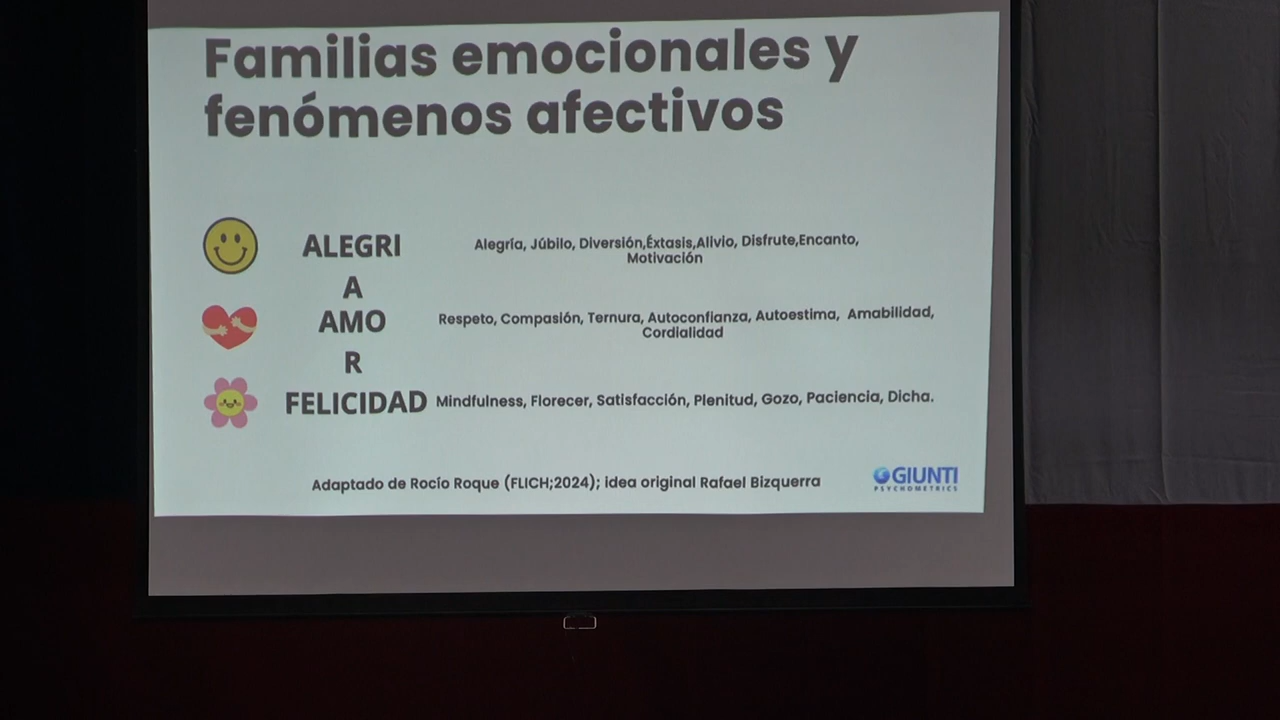 Familias emocionales y
fenómenos afectivos
ALEGRI
A
Alegría, Júbilo, Diversión,Éxtasis,Alivio, Disfrute,Encanto,
Motivación
AMO
R
Respeto, Compasión, Ternura, Autoconfianza, Autoestima, Amabilidad,
Cordialidad
FELICIDAD
Mindfulness, Florecer, Satisfacción, Plenitud, Gozo, Paciencia, Dicha.
Adaptado de Rocío Roque (FLICH;2024); idea original Rafael Bizquerra
GIUNTI
PSYCHOMETRICS